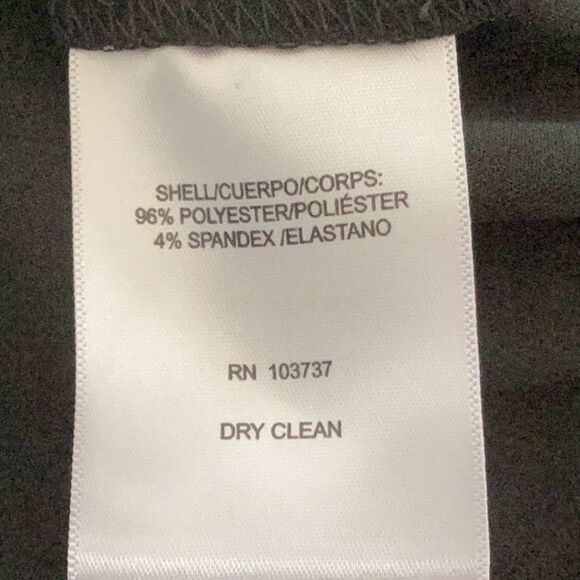 SHELL/CUERPO/CORPS:
96% POLYESTER/POLIÉSTER
4% SPANDEX /ELASTANO
RN 103737
DRY CLEAN